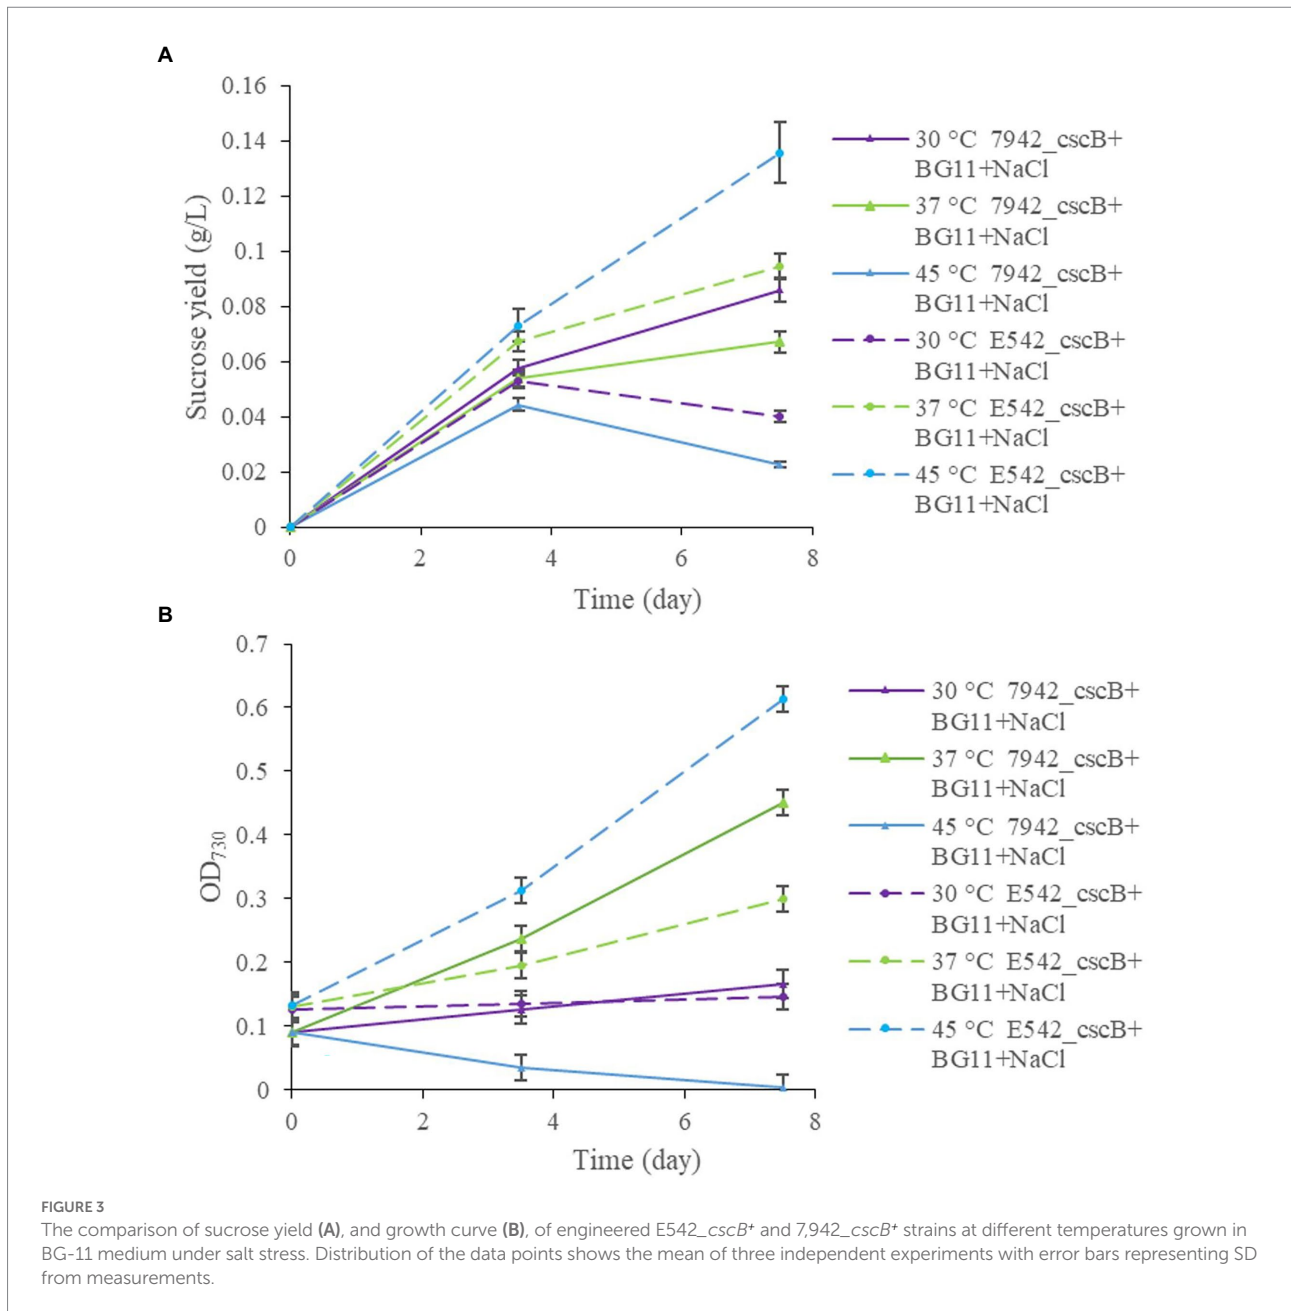 A
0.16
0.14
0.12
0.1
0.08
0.06
0.04
0.02
0
Sucrose yield (g/L)
0 2 4 6 8
Time (day)
30 °C 7942_cscB+
BG11+NaCl
37 °C 7942_cscB+
BG11+NaCl
45 °C 7942_cscB+
BG11+NaCl
30 °C E542_cscB+
BG11+NaCl
37 °C E542_cscB+
BG11+NaCl
45 °C E542_cscB+
BG11+NaCl
B
0.7
0.6
0.5
0.4
0.3
0.2
0.1
0
OD730
0 2 4 6 8
Time (day)
30 °C 7942_cscB+
BG11+NaCl
37 °C 7942_cscB+
BG11+NaCl
45 °C 7942_cscB+
BG11+NaCl
30 °C E542_cscB+
BG11+NaCl
37 °C E542_cscB+
BG11+NaCl
45 °C E542_cscB+
BG11+NaCl
FIGURE 3
The comparison of sucrose yield (A), and growth curve (B), of engineered E542_cscB+ and 7,942_cscB+ strains at different temperatures grown in
BG-11 medium under salt stress. Distribution of the data points shows the mean of three independent experiments with error bars representing SD
from measurements.